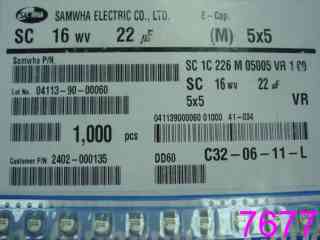 Samwha SAMWHA ELECTRIC CO., LTD. E - Cap.
SC 16 WV 22 µF (M) 5x5
Samwha P/N SC 1C 226 M 05005 VR
SC 16 WV 22 µF
Lot No. 04113-90-00060 5x5 VR
041139000060 01000 41-034
1,000 pcs
DD60 C32-06-11-L
Customer P/N 2402-000135
7677